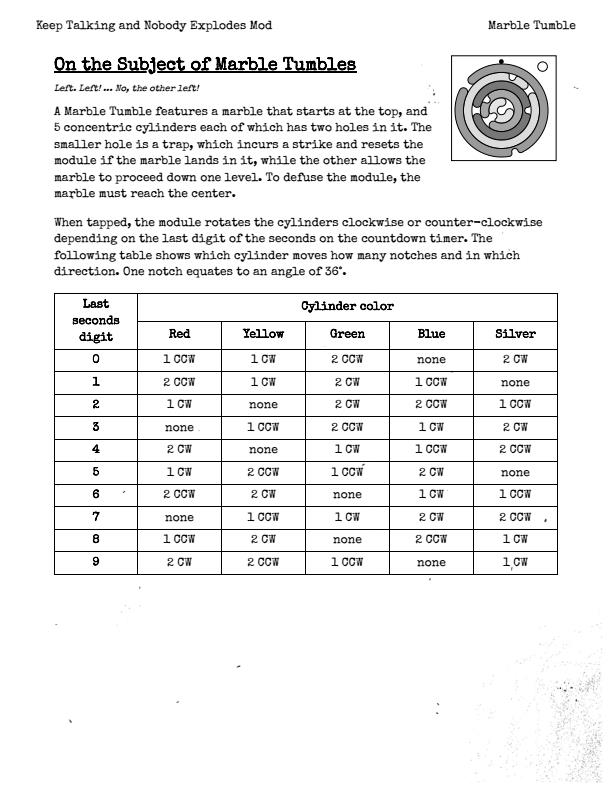 Keep Talking and Nobody Explodes Mod Marble Tumble
On the Subject of Marble Tumbles
Left. Left! ... No, the other left!
A Marble Tumble features a marble that starts at the top, and
5 concentric cylinders each of which has two holes in it. The
smaller hole is a trap, which incurs a strike and resets the
module if the marble lands in it, while the other allows the
marble to proceed down one level. To defuse the module, the
marble must reach the center.
When tapped, the module rotates the cylinders clockwise or counter-clockwise
depending on the last digit of the seconds on the countdown timer. The
following table shows which cylinder moves how many notches and in which
direction. One notch equates to an angle of 36°.
Last seconds digit Cylinder color
Red Yellow Green Blue Silver
0 1 CCW 1 CW 2 CCW none 2 CW
1 2 CCW 1 CW 2 CW 1 CCW none
2 1 CW none 2 CW 2 CCW 1 CCW
3 none 1 CCW 2 CCW 1 CW 2 CW
4 2 CW none 1 CW 1 CCW 2 CCW
5 1 CW 2 CCW 1 CCW 2 CW none
6 2 CCW 2 CW none 1 CW 1 CCW
7 none 1 CCW 1 CW 2 CW 2 CCW
8 1 CCW 2 CW none 2 CCW 1 CW
9 2 CW 2 CCW 1 CCW none 1 CW